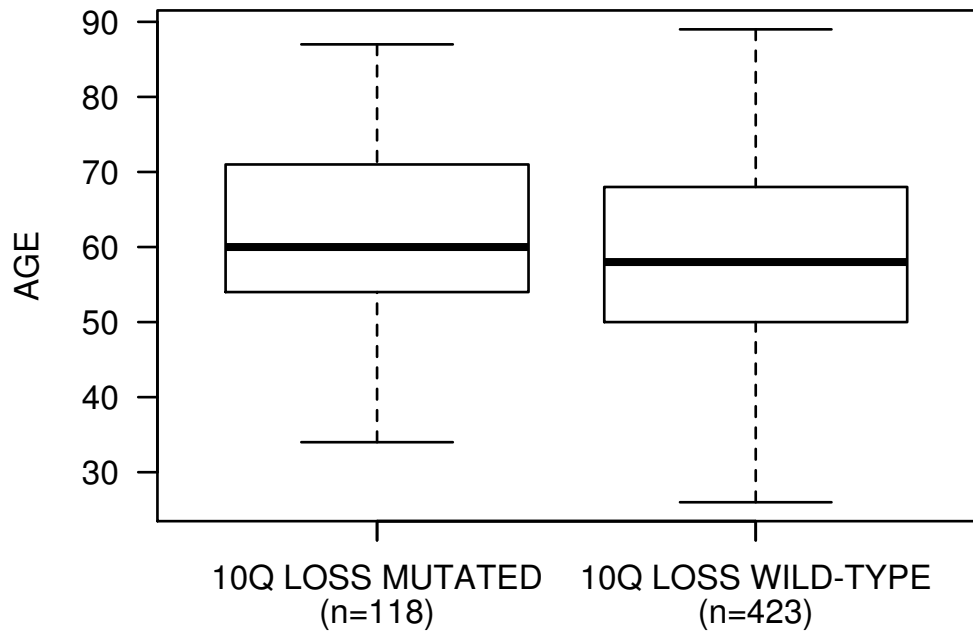 90
80
70
60
50
40
30
AGE
10Q LOSS MUTATED
(n=118)
10Q LOSS WILD-TYPE
(n=423)